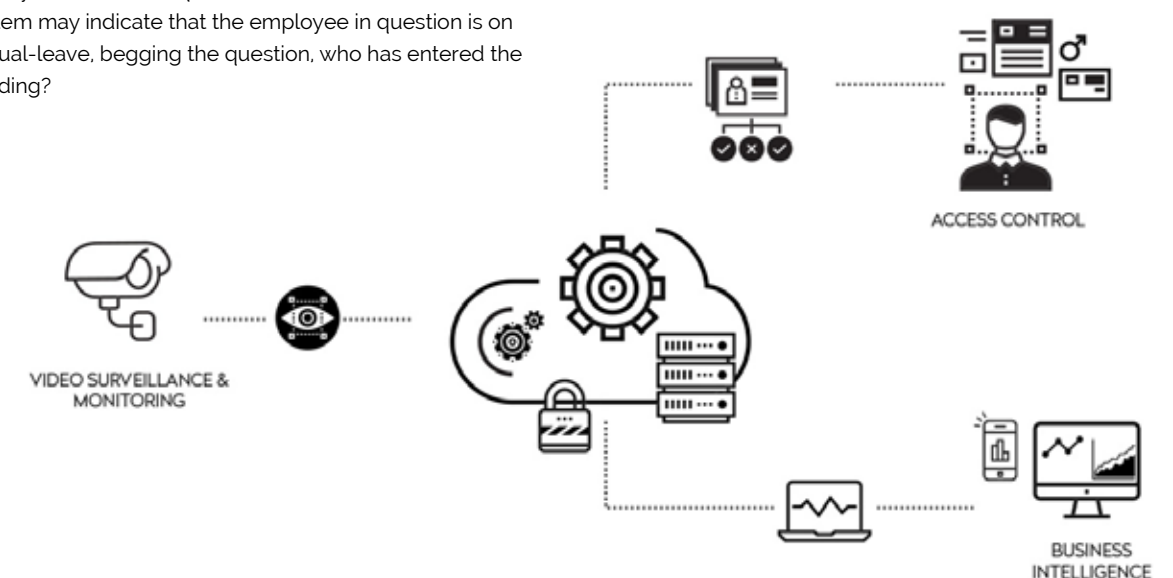 tem may indicate that the employee in question is on
ual-leave, begging the question, who has entered the
ding?
ACCESS CONTROL
VIDEO SURVEILLANCE &
MONITORING
BUSINESS
INTELLIGENCE